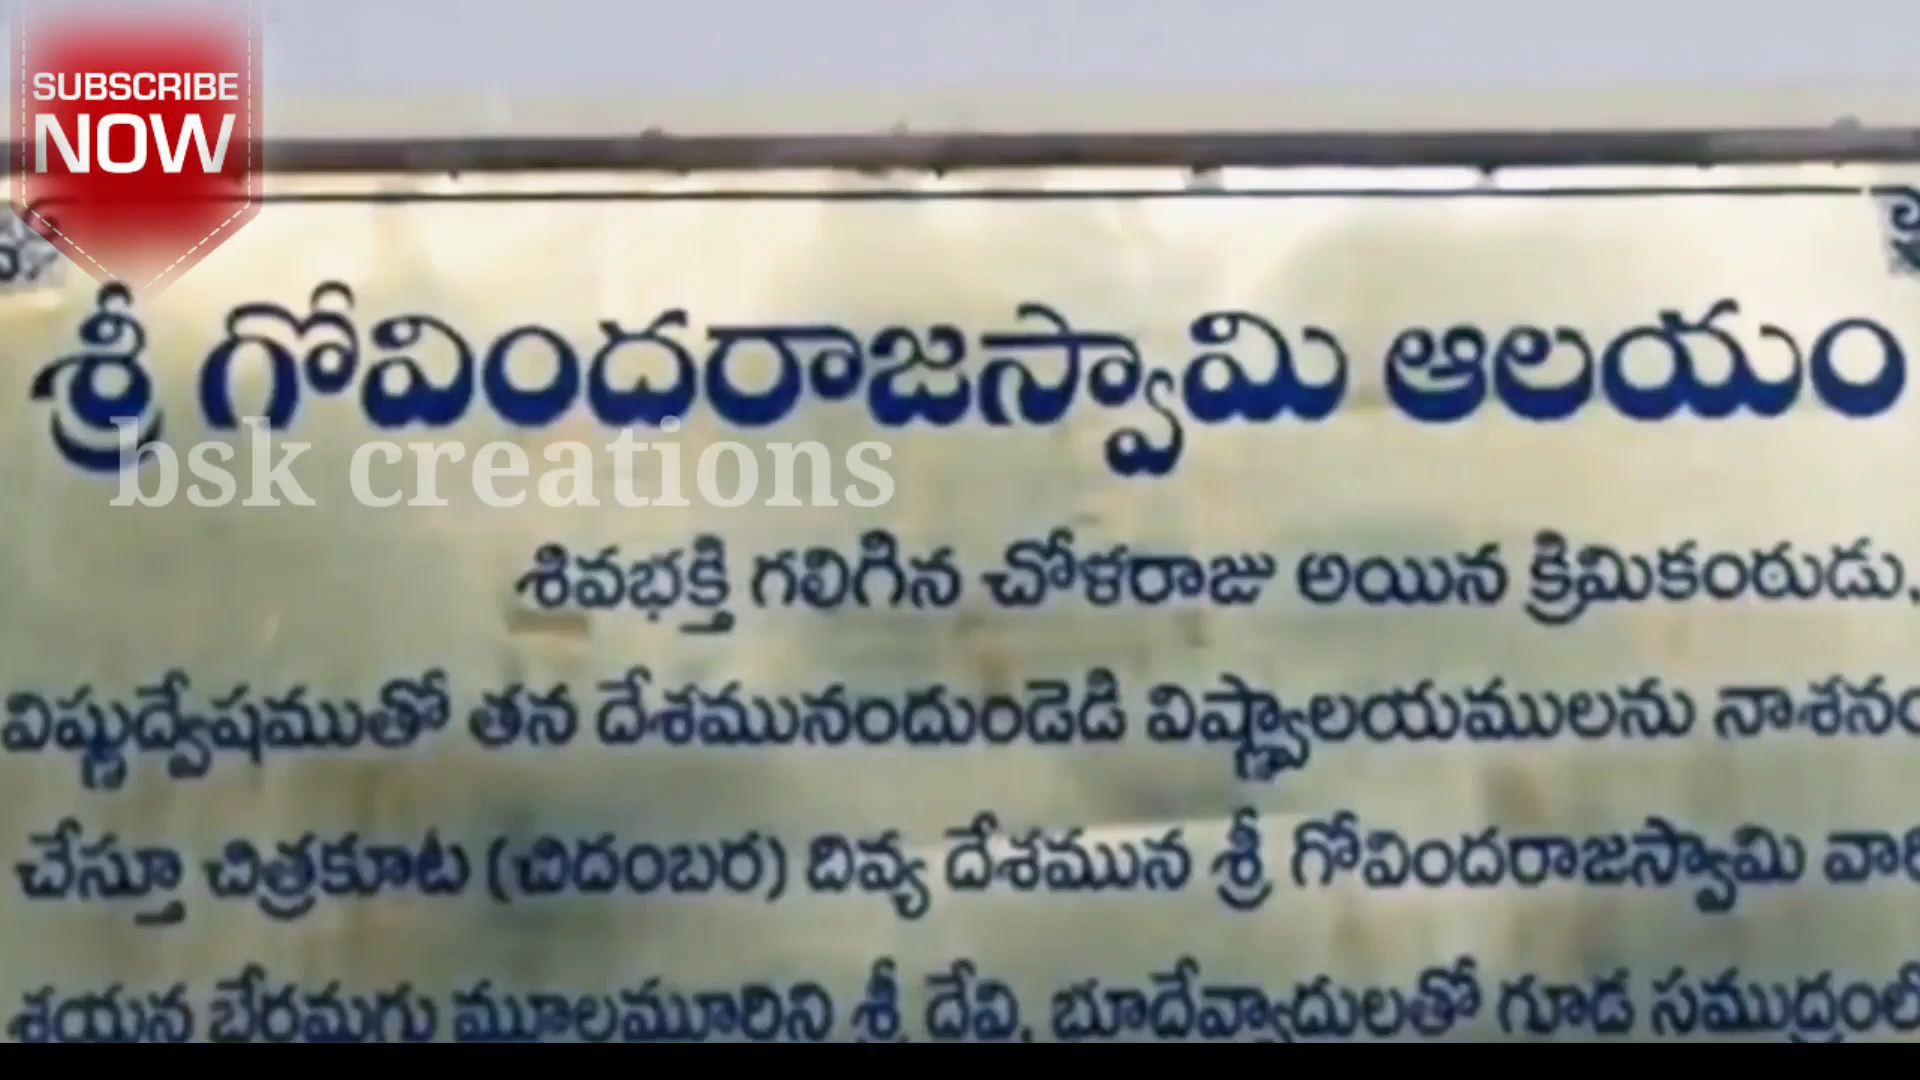 SUBSCRIBE
NOW
శ్రీ గోవిందరాజస్వామి ఆలయం
bsk creations
శివభక్తి గలిగిన చోళరాజు అయిన క్రిమికంఠుడు,
విష్ణుద్వేషముతో తన దేశమునందుండెడి విష్ణ్వాలయములను నాశనం
చేస్తూ చిత్రకూట (చిదంబర) దివ్య దేశమున శ్రీ గోవిందరాజస్వామి
శయన బేరమగు మూలమూరిని శ్రీ దేవి, భూదేవ్యాదులతో గూడ